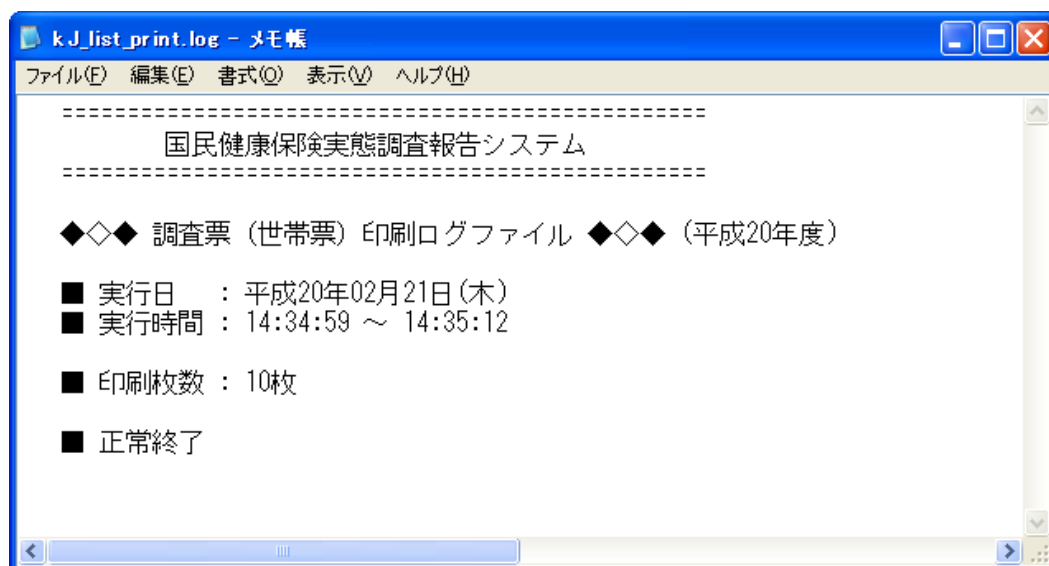 kJ_list_print.log - メモ帳
ファイル(F) 編集(E) 書式(O) 表示(V) ヘルプ(H)
==================================================
国民健康保険実態調査報告システム
==================================================
◆◇◆ 調査票（世帯票）印刷ログファイル ◆◇◆（平成20年度）
■ 実行日 : 平成20年02月21日(木)
■ 実行時間 : 14:34:59 ～ 14:35:12
■ 印刷枚数 : 10枚
■ 正常終了